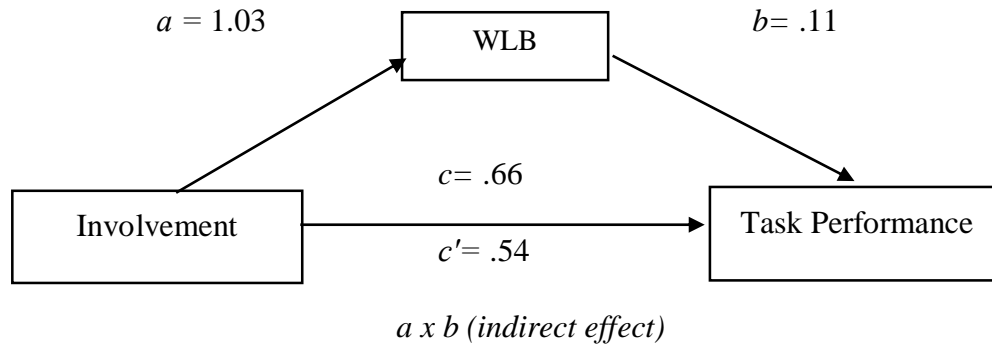 a = 1.03
WLB
b= .11
c= .66
Involvement
Task Performance
c'= .54
a x b (indirect effect)